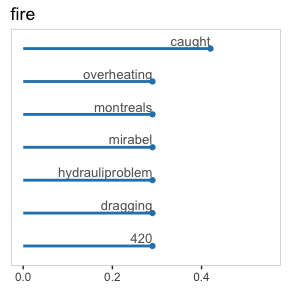 fire
caught
overheating
montreals
mirabel
hydrauliproblem
dragging
420
0.0 0.2 0.4